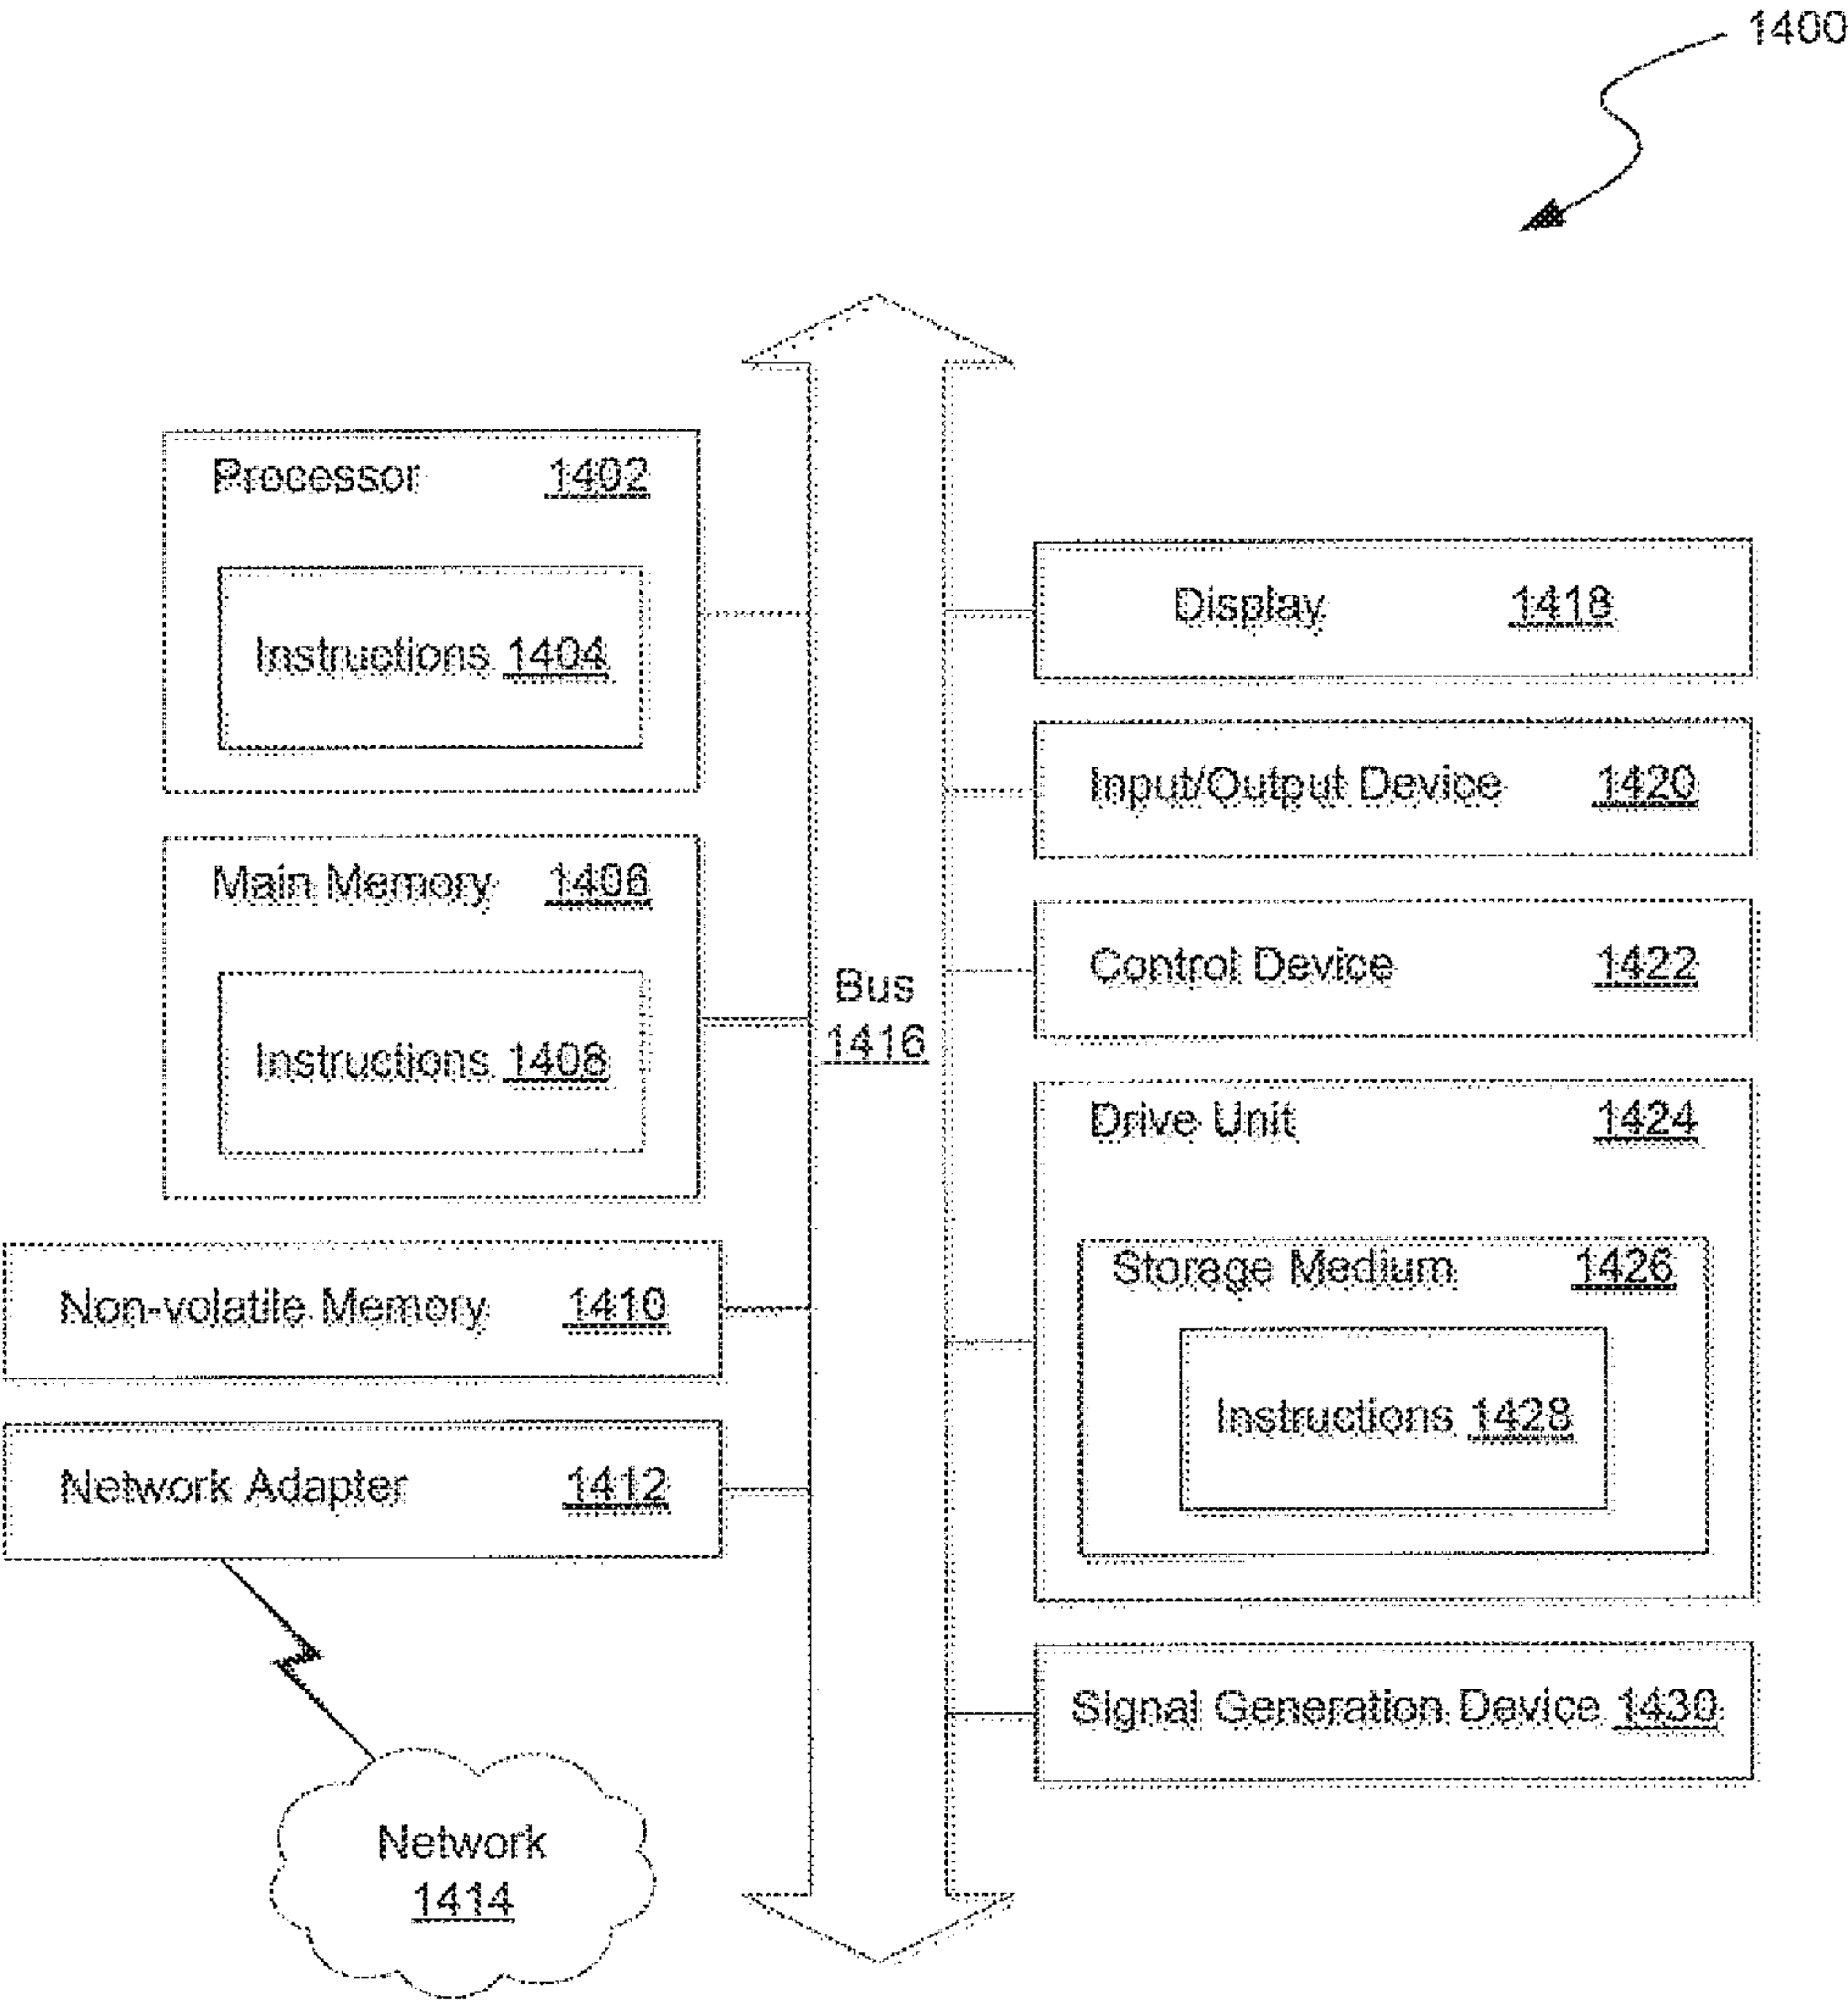 1400
Processor 1402
Instructions 1404
Main Memory 1406
Instructions 1408
Non-volatile Memory 1410
Network Adapter 1412
Network
1414
Bus
1416
Display 1418
Input/Output Device 1420
Control Device 1422
Drive Unit 1424
Storage Medium 1426
Instructions 1428
Signal Generation Device 1430